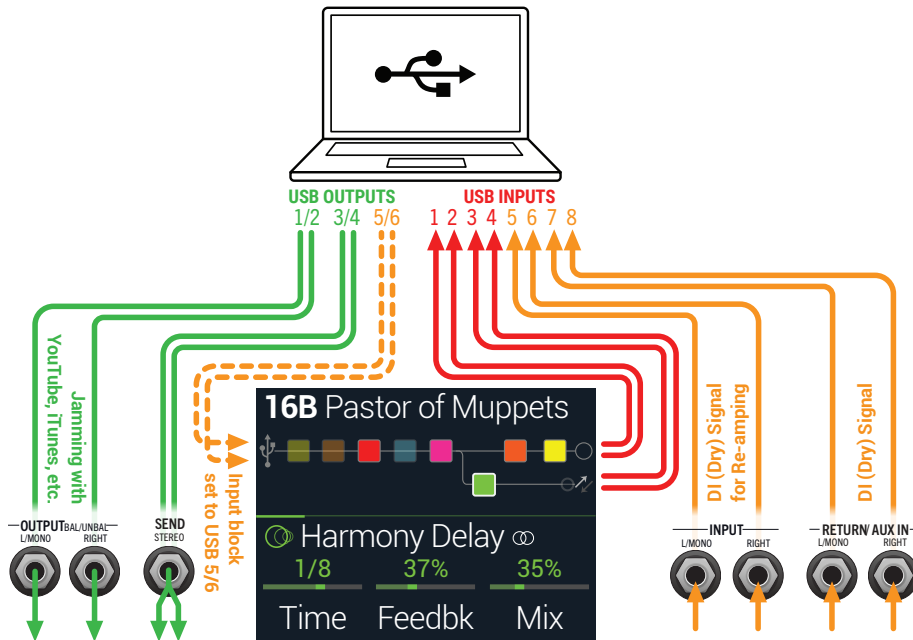 USB OUTPUTS
1/2 3/4 5/6
USB INPUTS
1 2 3 4 5 6 7 8
Jamming with
YouTube, iTunes, etc.
Input block
set to USB 5/6
16B Pastor of Muppets
Harmony Delay
1/8 37% 35%
Time Feedbk Mix
DI (Dry) Signal
for Re-amping
DI (Dry) Signal
OUTPUT BAL/UNBAL
L/MONO RIGHT
SEND
STEREO
INPUT
L/MONO RIGHT
RETURN/ AUX IN
L/MONO RIGHT